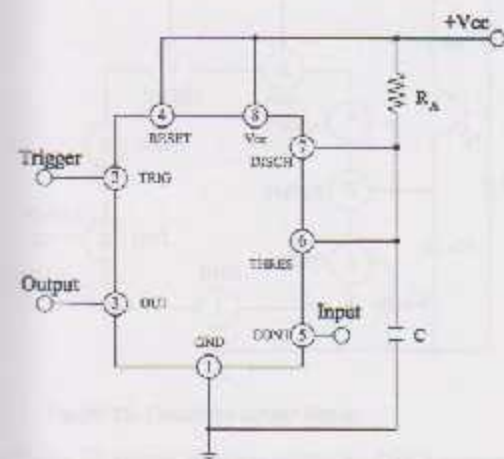 +Vcc
4
8
RESET
Vcc
R_A
7
DISCH
Trigger
2
TRIG
6
THRES
Output
3
OUT
Input
GND
CONT
5
C
1